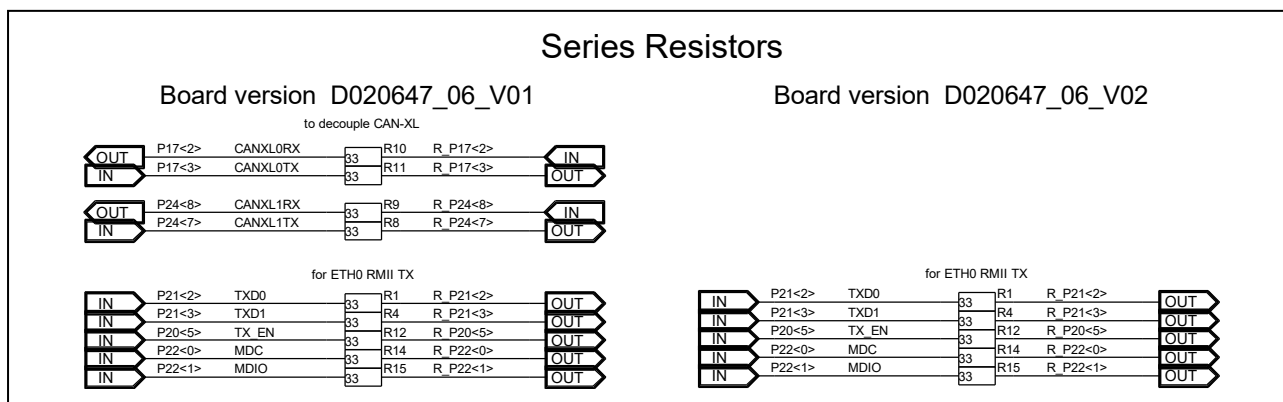 Series Resistors
Board version D020647_06_V01
Board version D020647_06_V02
to decouple CAN-XL
OUT P17<2> CANXL0RX 33 R10 R_P17<2> IN
IN P17<3> CANXL0TX 33 R11 R_P17<3> OUT
OUT P24<8> CANXL1RX 33 R9 R_P24<8> IN
IN P24<7> CANXL1TX 33 R8 R_P24<7> OUT
for ETH0 RMII TX
IN P21<2> TXD0 33 R1 R_P21<2> OUT
IN P21<3> TXD1 33 R4 R_P21<3> OUT
IN P20<5> TX_EN 33 R12 R_P20<5> OUT
IN P22<0> MDC 33 R14 R_P22<0> OUT
IN P22<1> MDIO 33 R15 R_P22<1> OUT
for ETH0 RMII TX
IN P21<2> TXD0 33 R1 R_P21<2> OUT
IN P21<3> TXD1 33 R4 R_P21<3> OUT
IN P20<5> TX_EN 33 R12 R_P20<5> OUT
IN P22<0> MDC 33 R14 R_P22<0> OUT
IN P22<1> MDIO 33 R15 R_P22<1> OUT